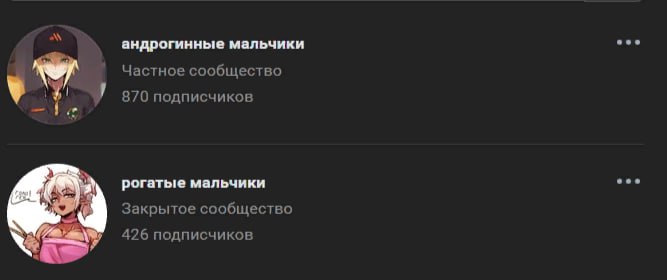 андрогинные мальчики
Частное сообщество
870 подписчиков
рогатые мальчики
Закрытое сообщество
426 подписчиков